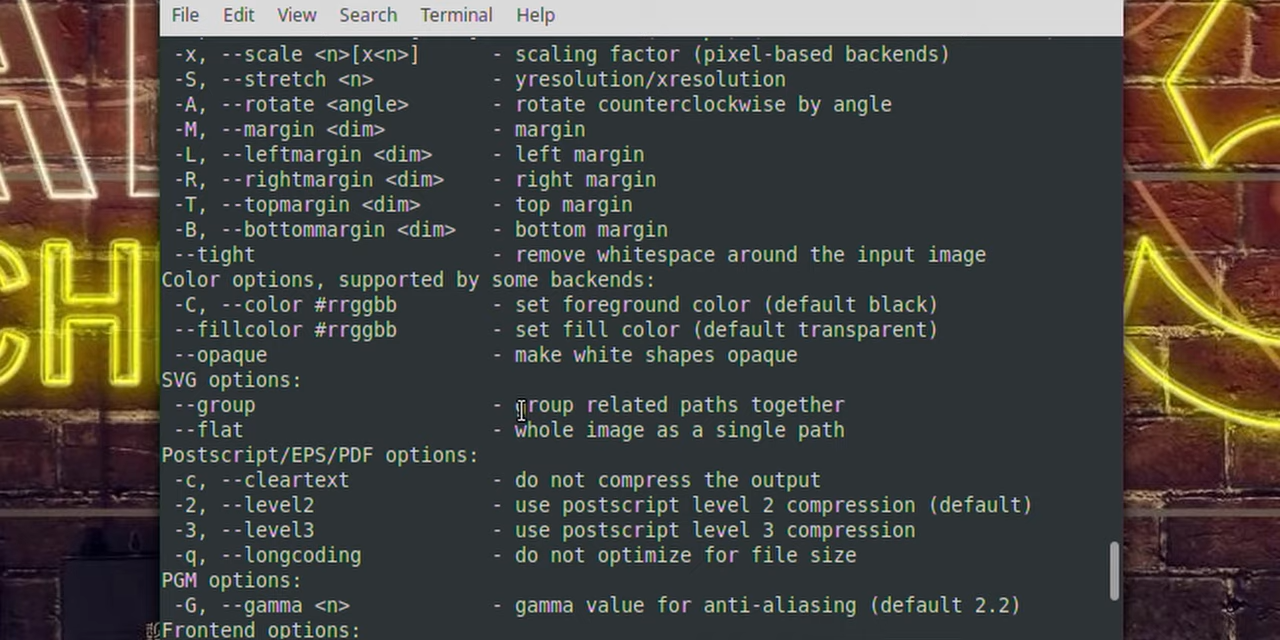 File Edit View Search Terminal Help
-x, --scale <n>[x<n>] - scaling factor (pixel-based backends)
-S, --stretch <n> - yresolution/xresolution
-A, --rotate <angle> - rotate counterclockwise by angle
-M, --margin <dim> - margin
-L, --leftmargin <dim> - left margin
-R, --rightmargin <dim> - right margin
-T, --topmargin <dim> - top margin
-B, --bottommargin <dim> - bottom margin
--tight - remove whitespace around the input image
Color options, supported by some backends:
-C, --color #rrggbb - set foreground color (default black)
--fillcolor #rrggbb - set fill color (default transparent)
--opaque - make white shapes opaque
SVG options:
--group - group related paths together
--flat - whole image as a single path
Postscript/EPS/PDF options:
-c, --cleartext - do not compress the output
-2, --level2 - use postscript level 2 compression (default)
-3, --level3 - use postscript level 3 compression
-q, --longcoding - do not optimize for file size
PGM options:
-G, --gamma <n> - gamma value for anti-aliasing (default 2.2)
Frontend options: